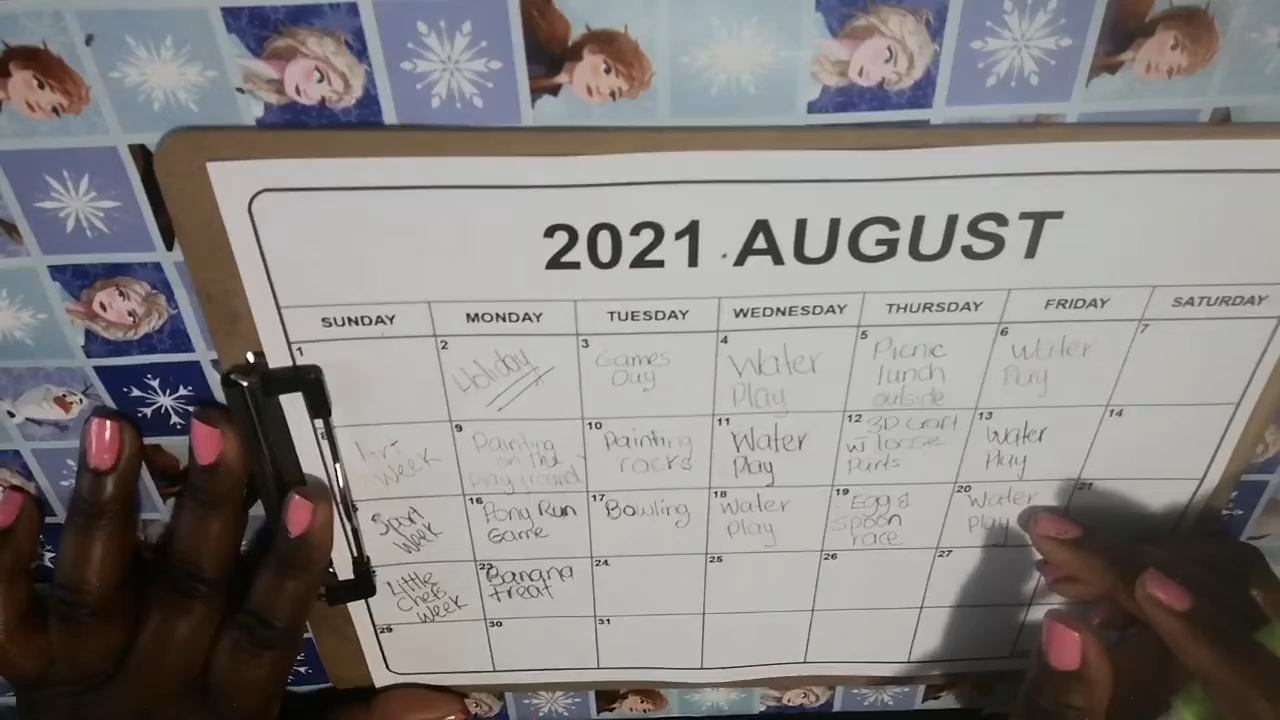 2021 AUGUST
SUNDAY MONDAY TUESDAY WEDNESDAY THURSDAY FRIDAY SATURDAY
1
2 Holiday
3 Games
Day
4 Water
Play
5 Picnic
lunch
outside
6 Water
Play
7
8 Art
Week
9 Painting
on the
playground
10 Painting
rocks
11 Water
Play
12 3D Craft
w loose
parts
13 Water
Play
14
Sport
Week
16 Pony Run
Game
17 Bowling
18 Water
play
19 Egg &
spoon
race
20 Water
play
21
Little
Chefs
Week
23 Banana
treat
24
25
26
27
29
30
31